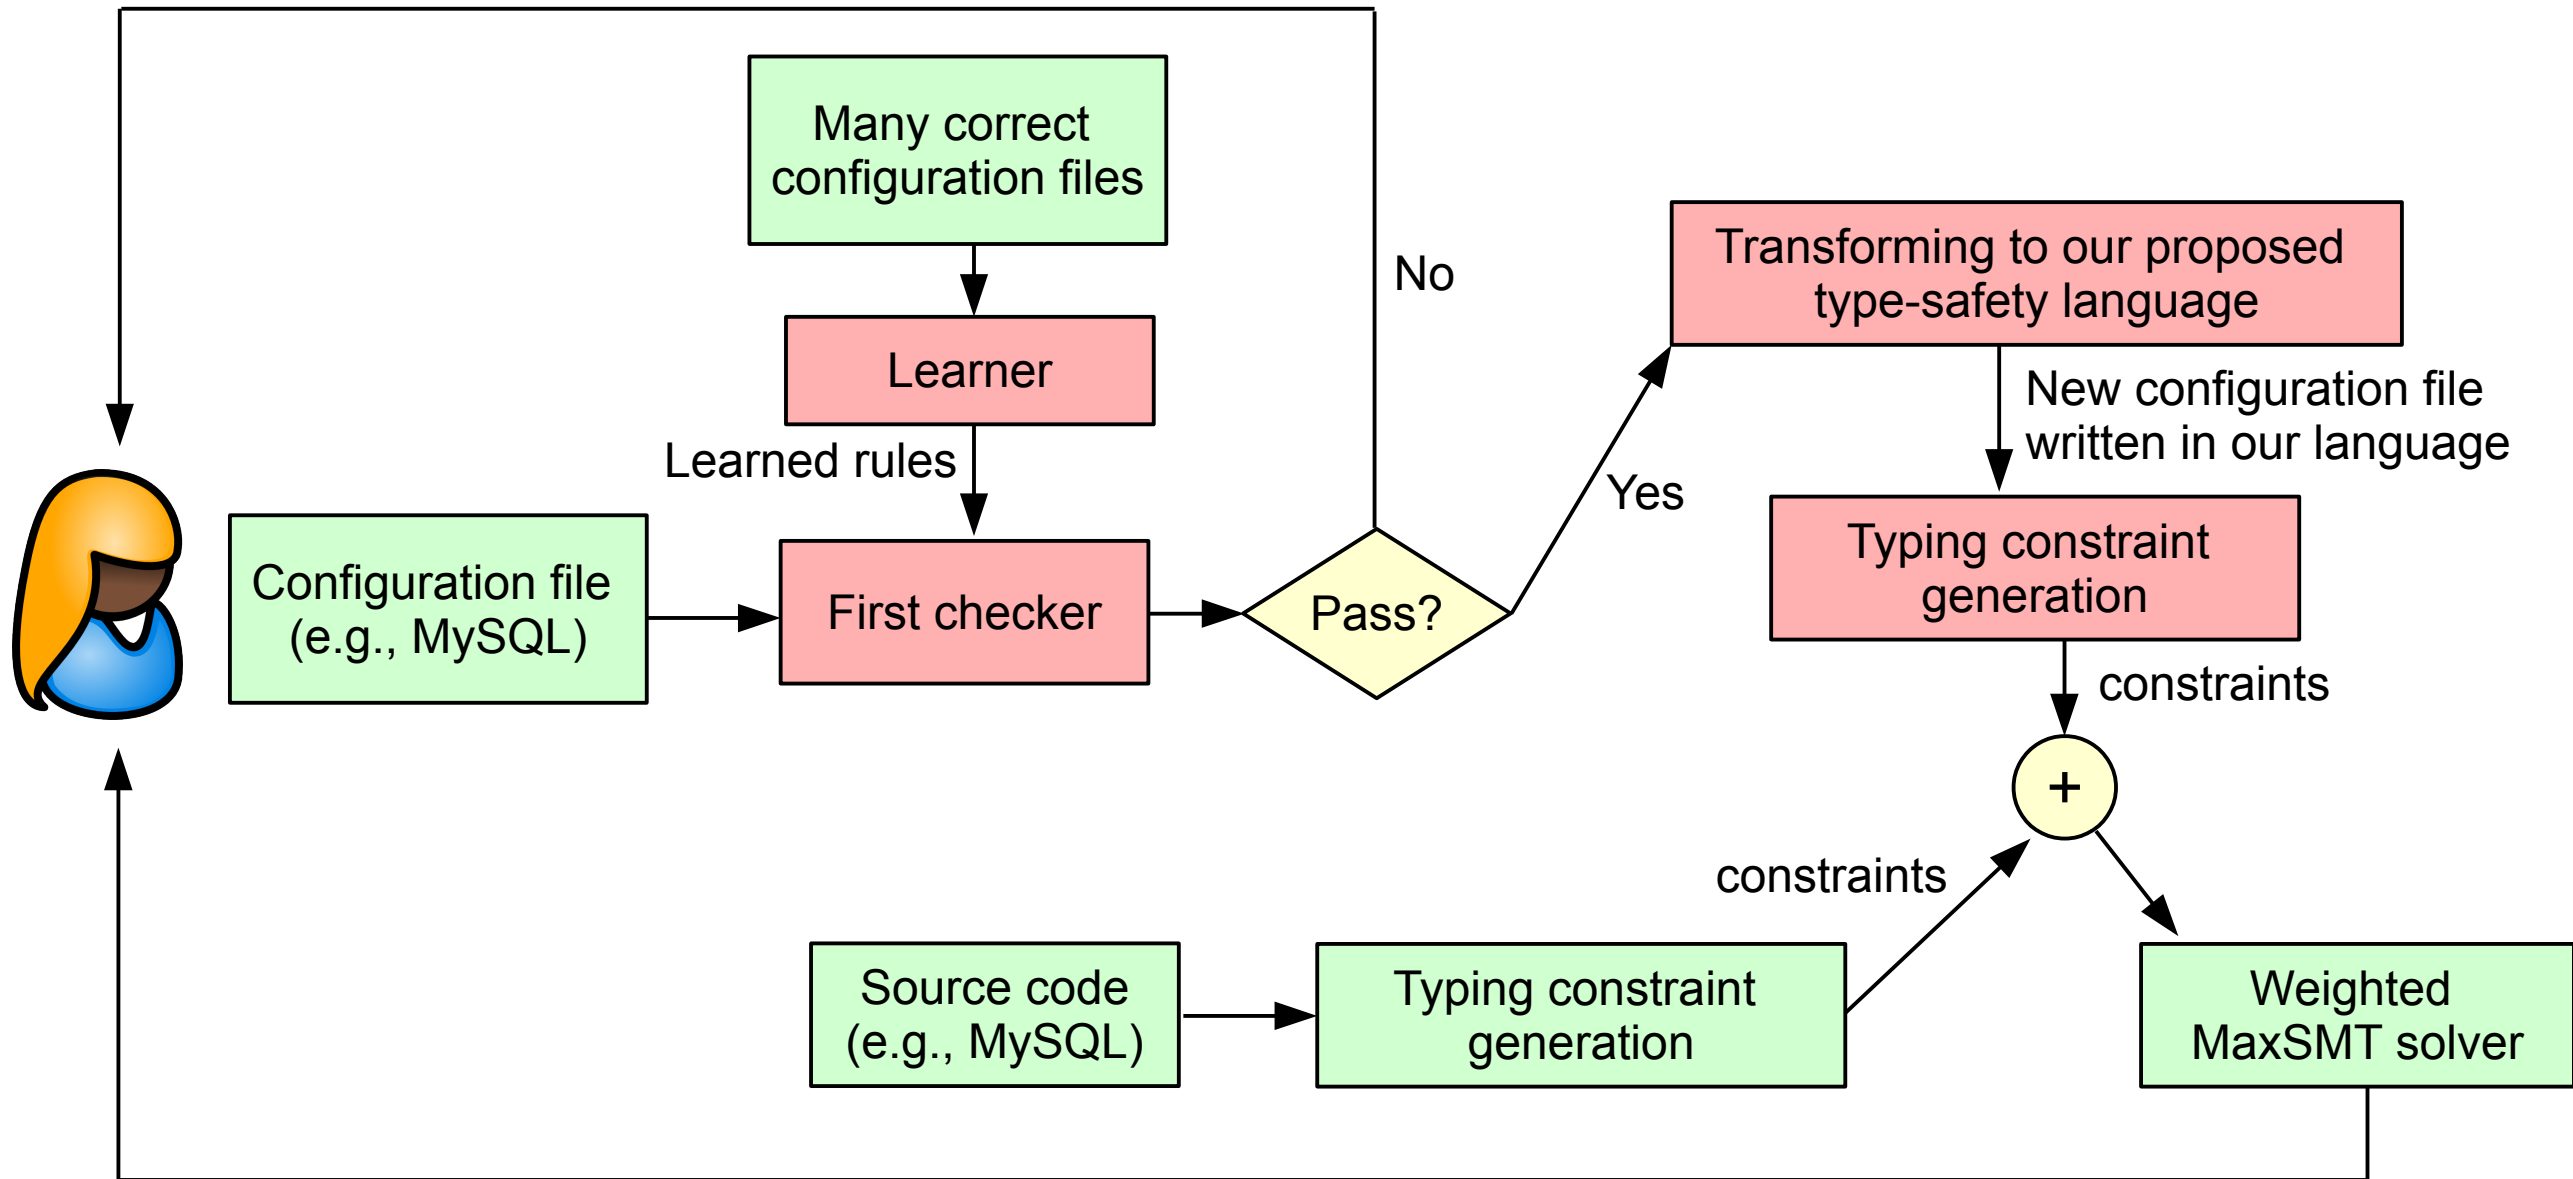 Many correct
configuration files
No
Transforming to our proposed
type-safety language
Learner
New configuration file
written in our language
Learned rules
Yes
Configuration file
(e.g., MySQL)
First checker
Pass?
Typing constraint
generation
constraints
+
constraints
Source code
(e.g., MySQL)
Typing constraint
generation
Weighted
MaxSMT solver